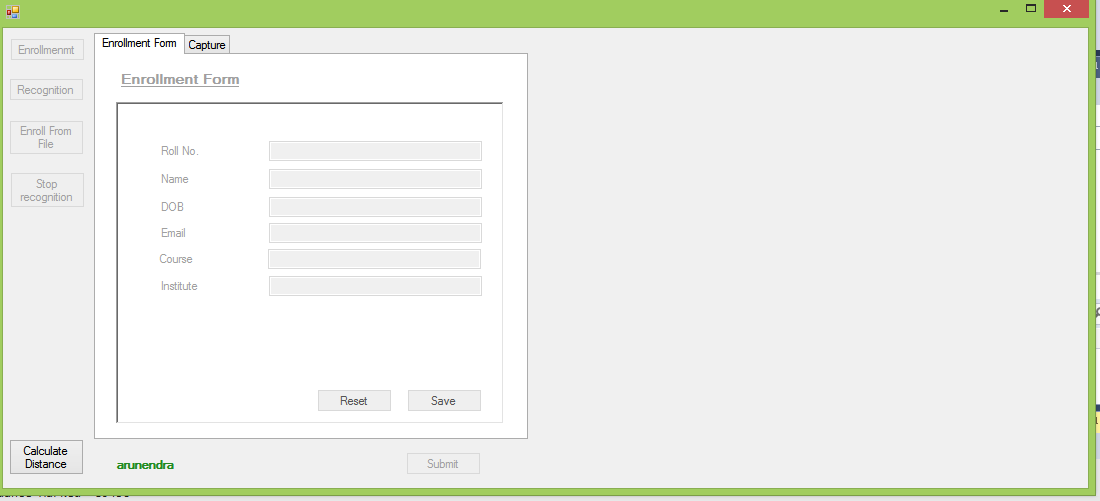 Enrollmenmt
Recognition
Enroll From
File
Stop
recognition
Calculate
Distance
Enrollment Form
Capture
Enrollment Form
Roll No.
Name
DOB
Email
Course
Institute
Reset
Save
arunendra
Submit